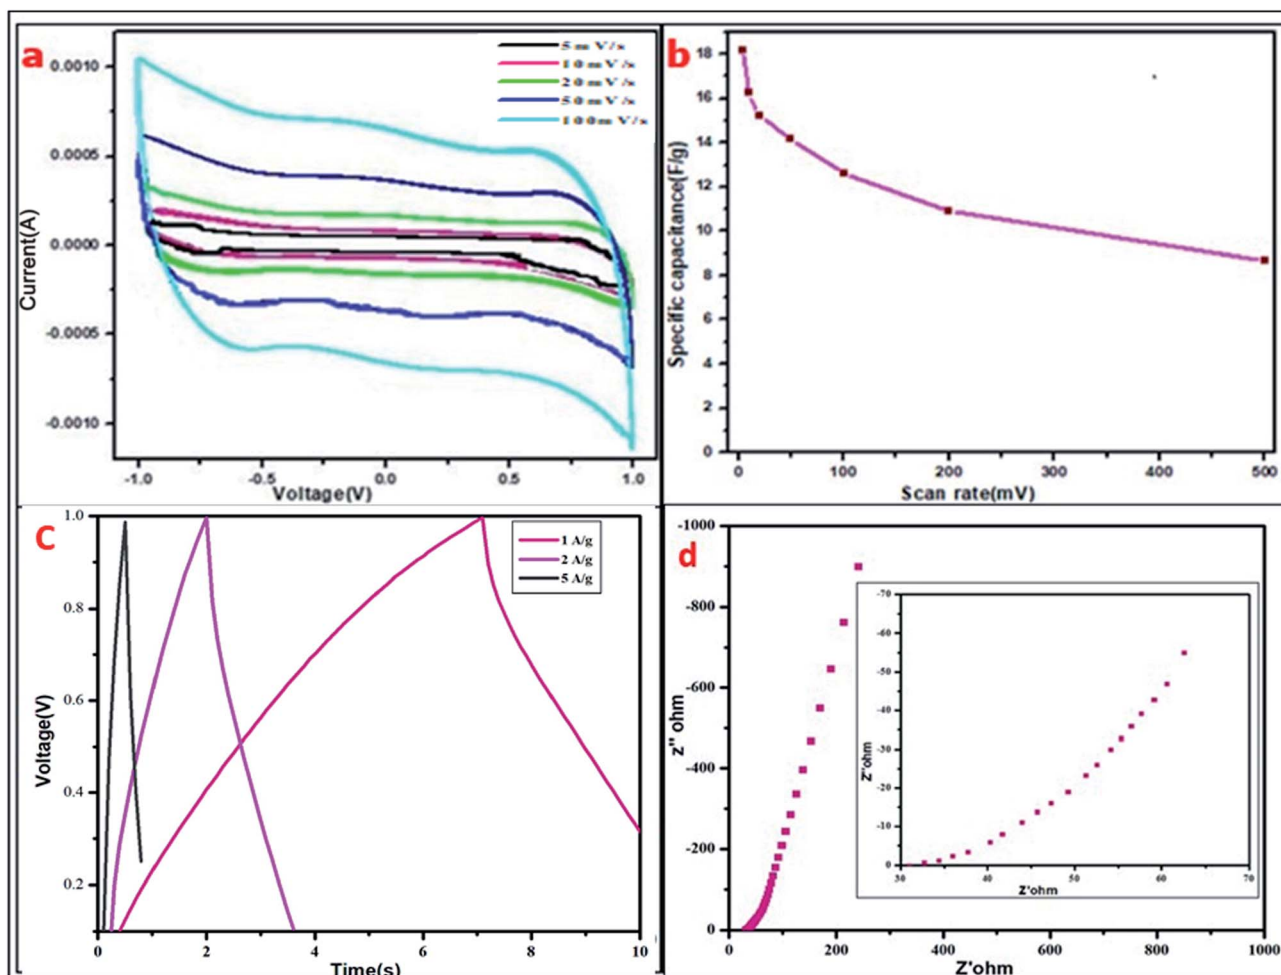 a
5 m V/s
10 m V/s
20 m V/s
50 m V/s
100 m V/s
0.0010
0.0005
0.0000
-0.0005
-0.0010
Current(A)
-1.0 -0.5 0.0 0.5 1.0
Voltage(V)
b
18
16
14
12
10
8
6
4
2
0
Specific capacitance(F/g)
0 100 200 300 400 500
Scan rate(mV)
c
1 A/g
2 A/g
5 A/g
1.0
0.8
0.6
0.4
0.2
Voltage(V)
0 2 4 6 8 10
Time(s)
d
-1000
-800
-600
-400
-200
0
z'' ohm
0 200 400 600 800 1000
Z'ohm
-70
-60
-50
-40
-30
-20
-10
0
Z''ohm
30 40 50 60 70
Z'ohm